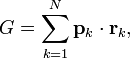 G = \sum_{k=1}^{N} \mathbf{p}_k \cdot \mathbf{r}_k,